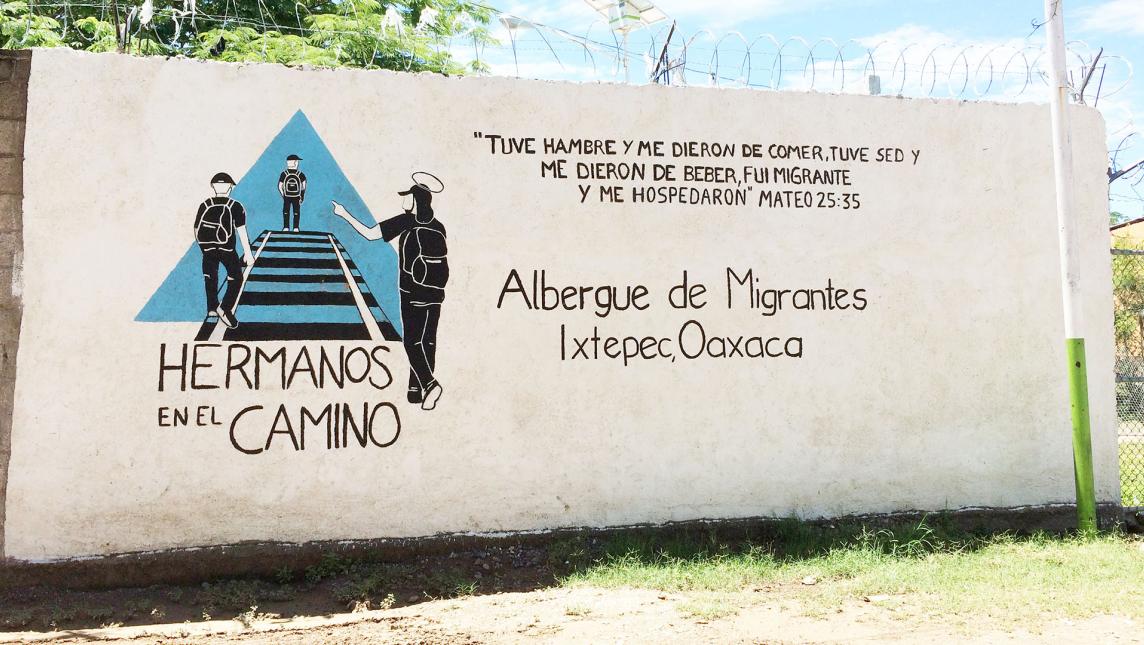 "TUVE HAMBRE Y ME DIERON DE COMER, TUVE SED Y
ME DIERON DE BEBER, FUI MIGRANTE
Y ME HOSPEDARON" MATEO 25:35
Albergue de Migrantes
Ixtepec, Oaxaca
HERMANOS
EN EL CAMINO